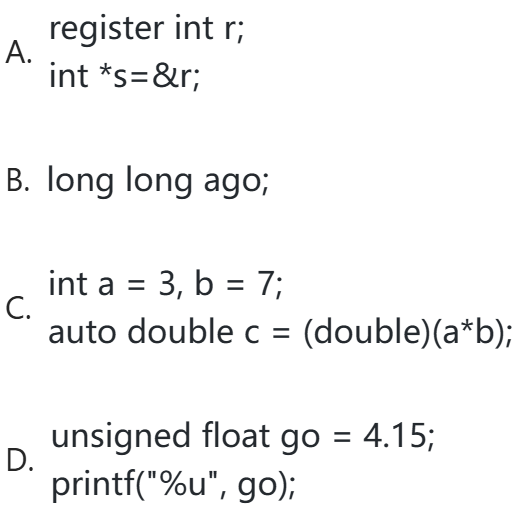 A. register int r;
int *s=&r;
B. long long ago;
C. int a = 3, b = 7;
auto double c = (double)(a*b);
D. unsigned float go = 4.15;
printf("%u", go);